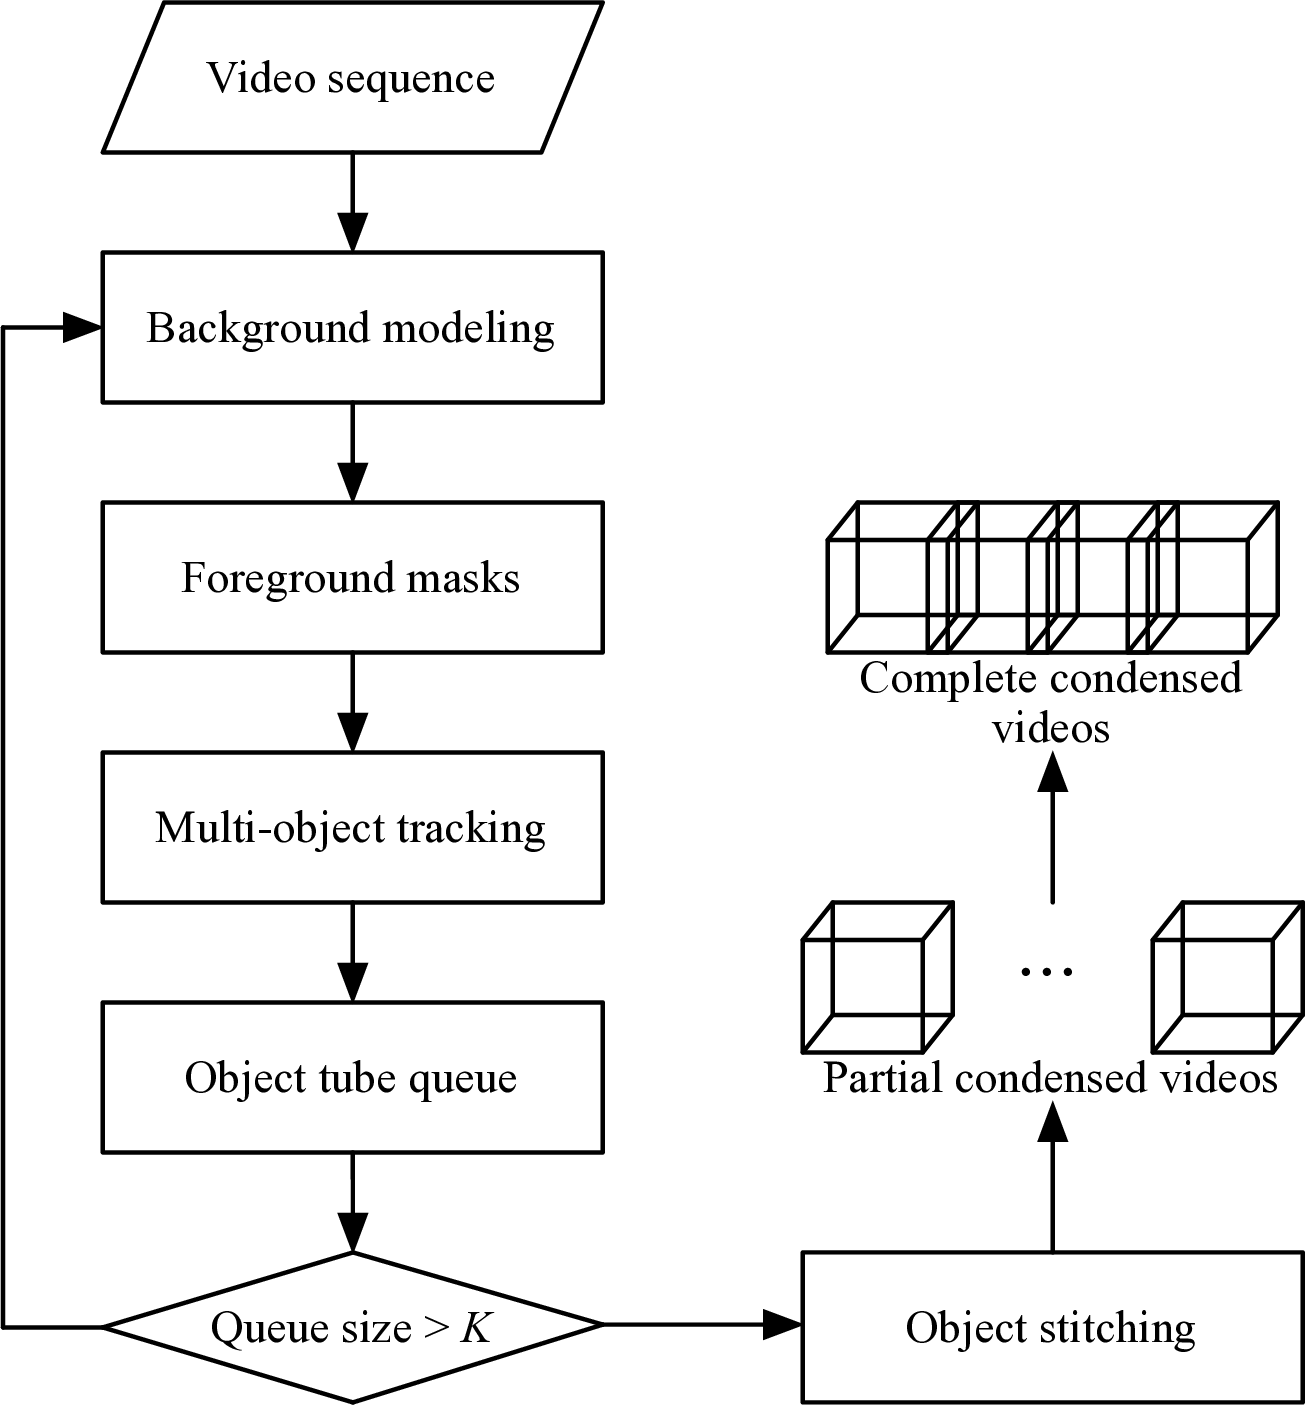 Video sequence
Background modeling
Foreground masks
Multi-object tracking
Object tube queue
Queue size > K
Object stitching
Partial condensed videos
...
Complete condensed
videos